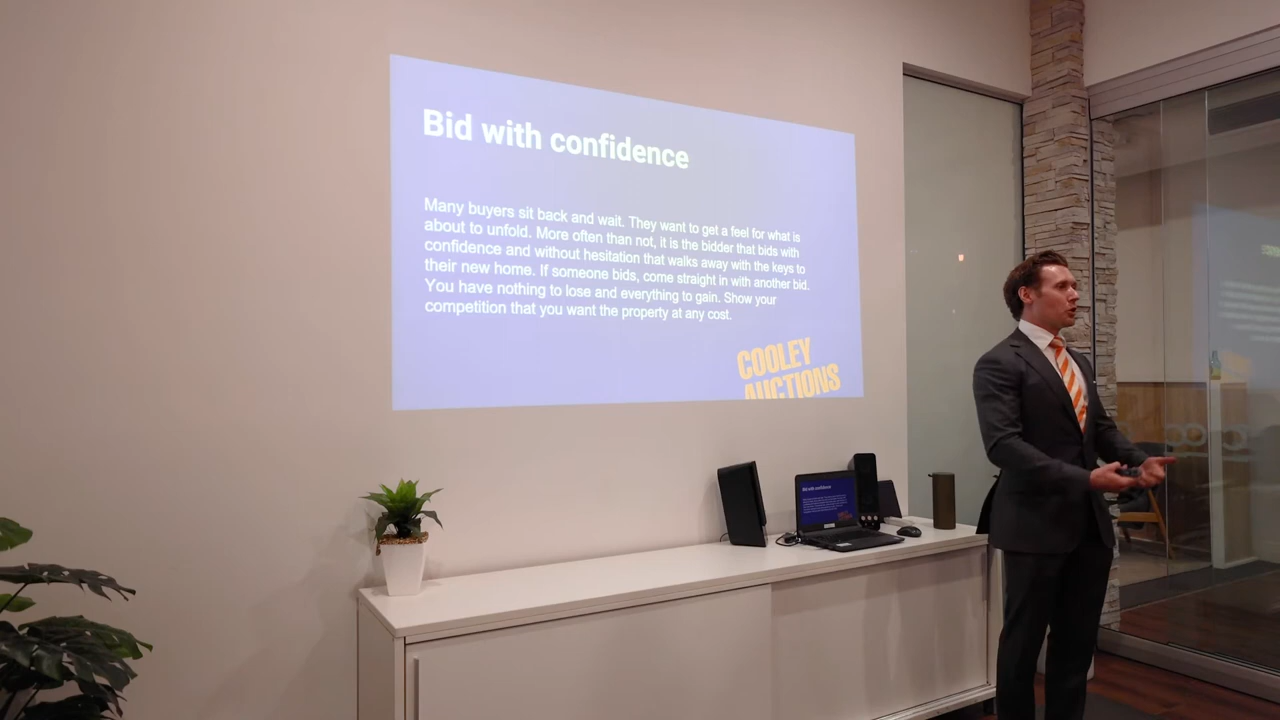 Bid with confidence
Many buyers sit back and wait. They want to get a feel for what is
about to unfold. More often than not, it is the bidder that bids with
confidence and without hesitation that walks away with the keys to
their new home. If someone bids, come straight in with another bid.
You have nothing to lose and everything to gain. Show your
competition that you want the property at any cost.
COOLEY
AUCTIONS
Bid with confidence